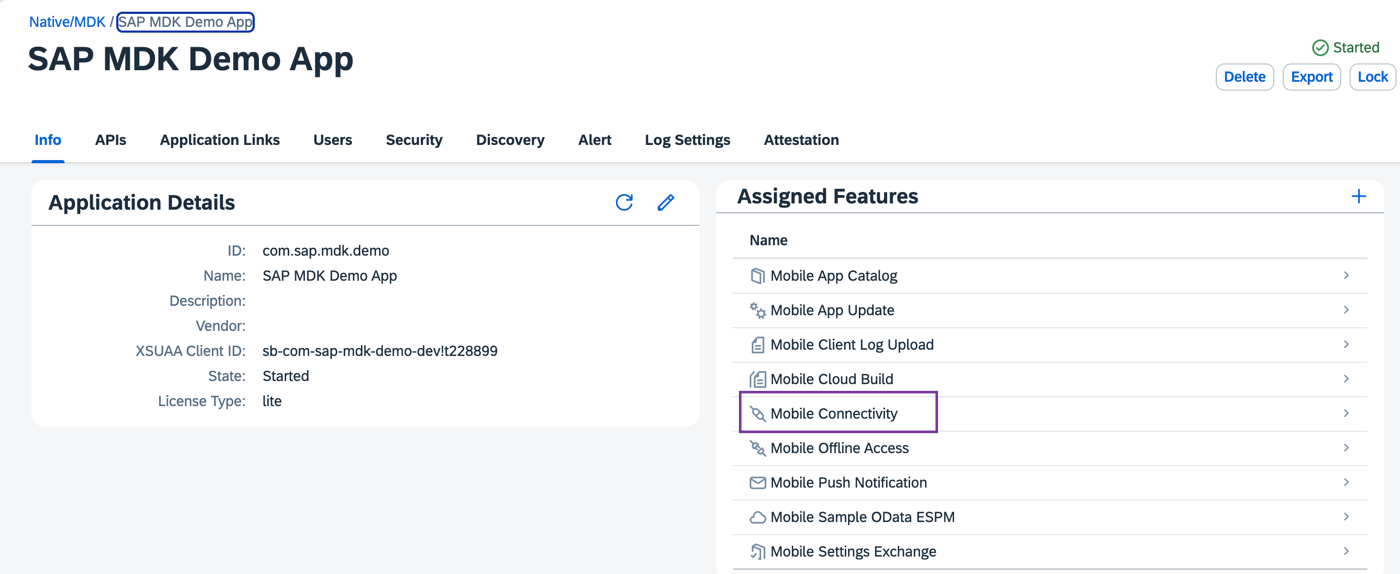 Native/MDK / SAP MDK Demo App
SAP MDK Demo App
Started
Delete Export Lock
Info APIs Application Links Users Security Discovery Alert Log Settings Attestation
Application Details
ID: com.sap.mdk.demo
Name: SAP MDK Demo App
Description:
Vendor:
XSUAA Client ID: sb-com-sap-mdk-demo-dev!t228899
State: Started
License Type: lite
Assigned Features
Name
Mobile App Catalog
Mobile App Update
Mobile Client Log Upload
Mobile Cloud Build
Mobile Connectivity
Mobile Offline Access
Mobile Push Notification
Mobile Sample OData ESPM
Mobile Settings Exchange